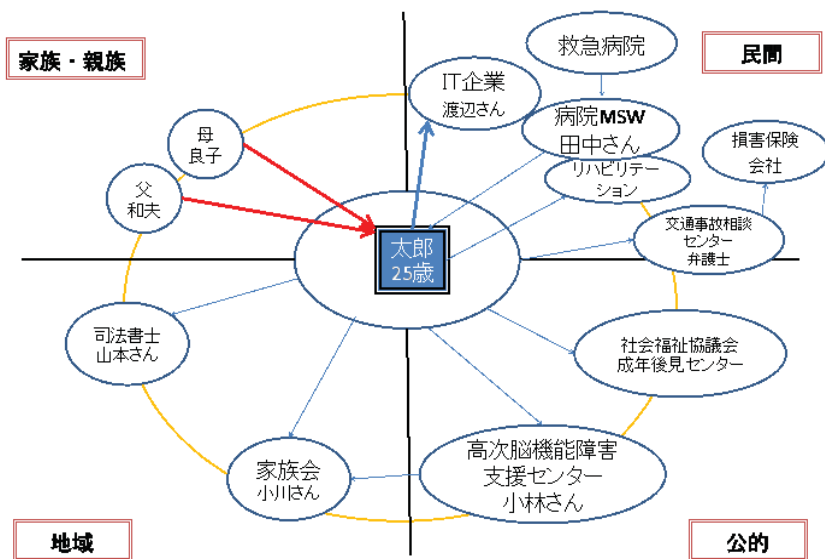 家族・親族
民間
救急病院
IT企業
渡辺さん
病院MSW
田中さん
リハビリテー
ション
損害保険
会社
交通事故相談
センター
弁護士
母
良子
父
和夫
太郎
25歳
司法書士
山本さん
社会福祉協議会
成年後見センター
家族会
小川さん
高次脳機能障害
支援センター
小林さん
地域
公的